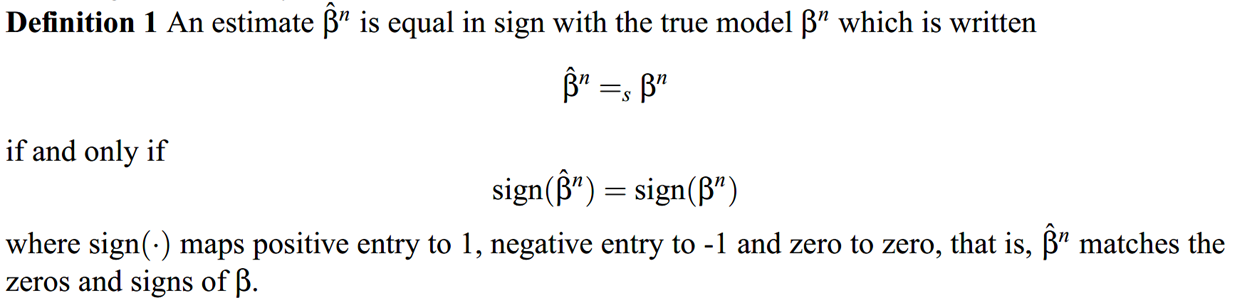 Definition 1 An estimate β̂ⁿ is equal in sign with the true model βⁿ which is written
β̂ⁿ =ₛ βⁿ
if and only if
sign(β̂ⁿ) = sign(βⁿ)
where sign(·) maps positive entry to 1, negative entry to -1 and zero to zero, that is, β̂ⁿ matches the
zeros and signs of β.